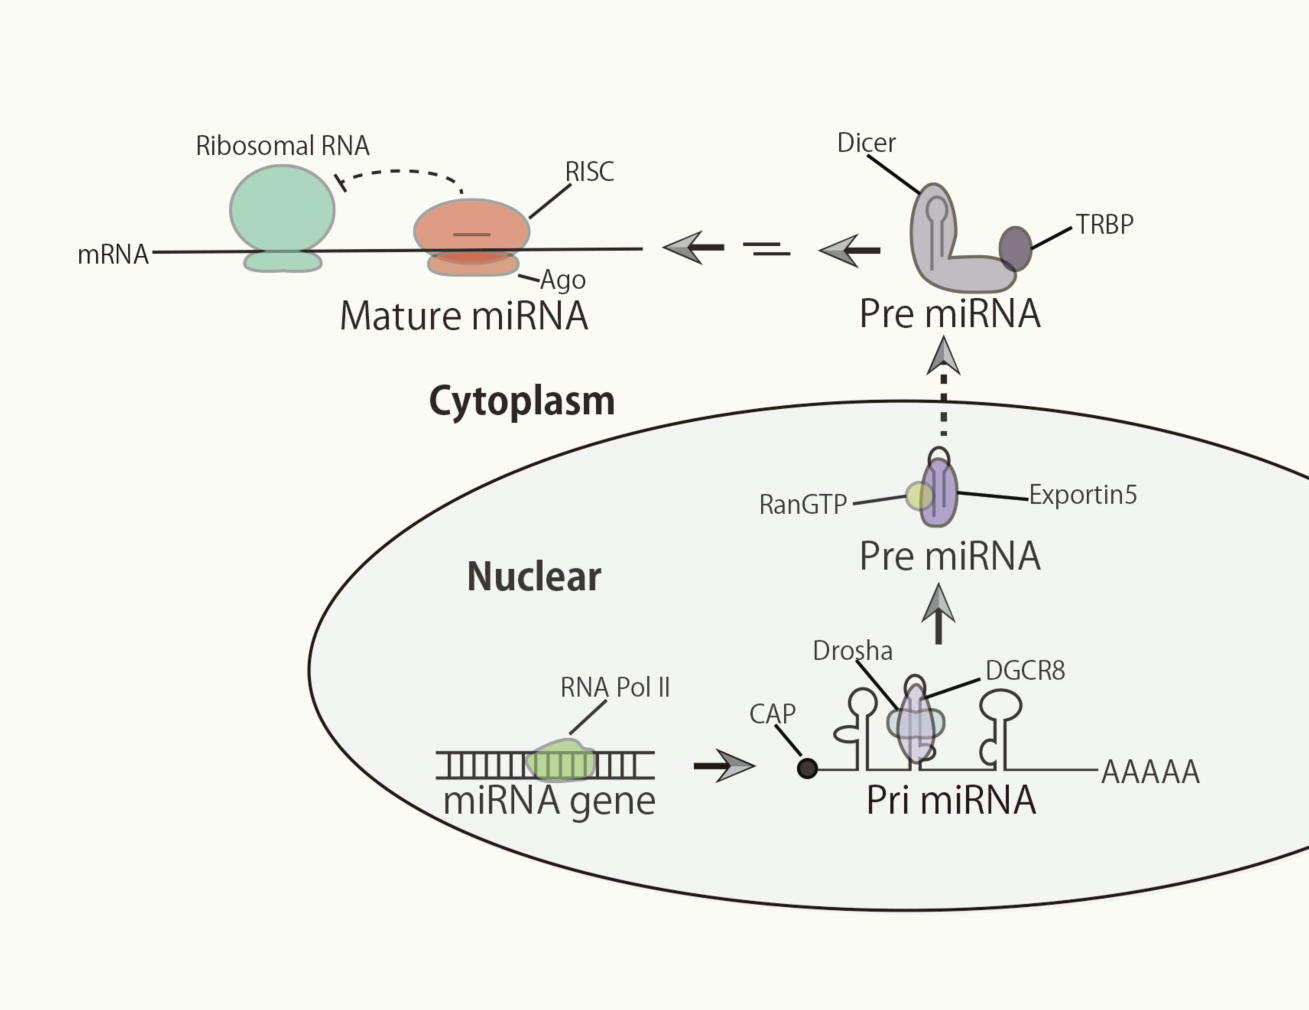 Ribosomal RNA
RISC
mRNA
Ago
Mature miRNA
Dicer
TRBP
Pre miRNA
Cytoplasm
RanGTP
Exportin5
Pre miRNA
Nuclear
RNA Pol II
miRNA gene
Drosha
DGCR8
CAP
AAAAA
Pri miRNA